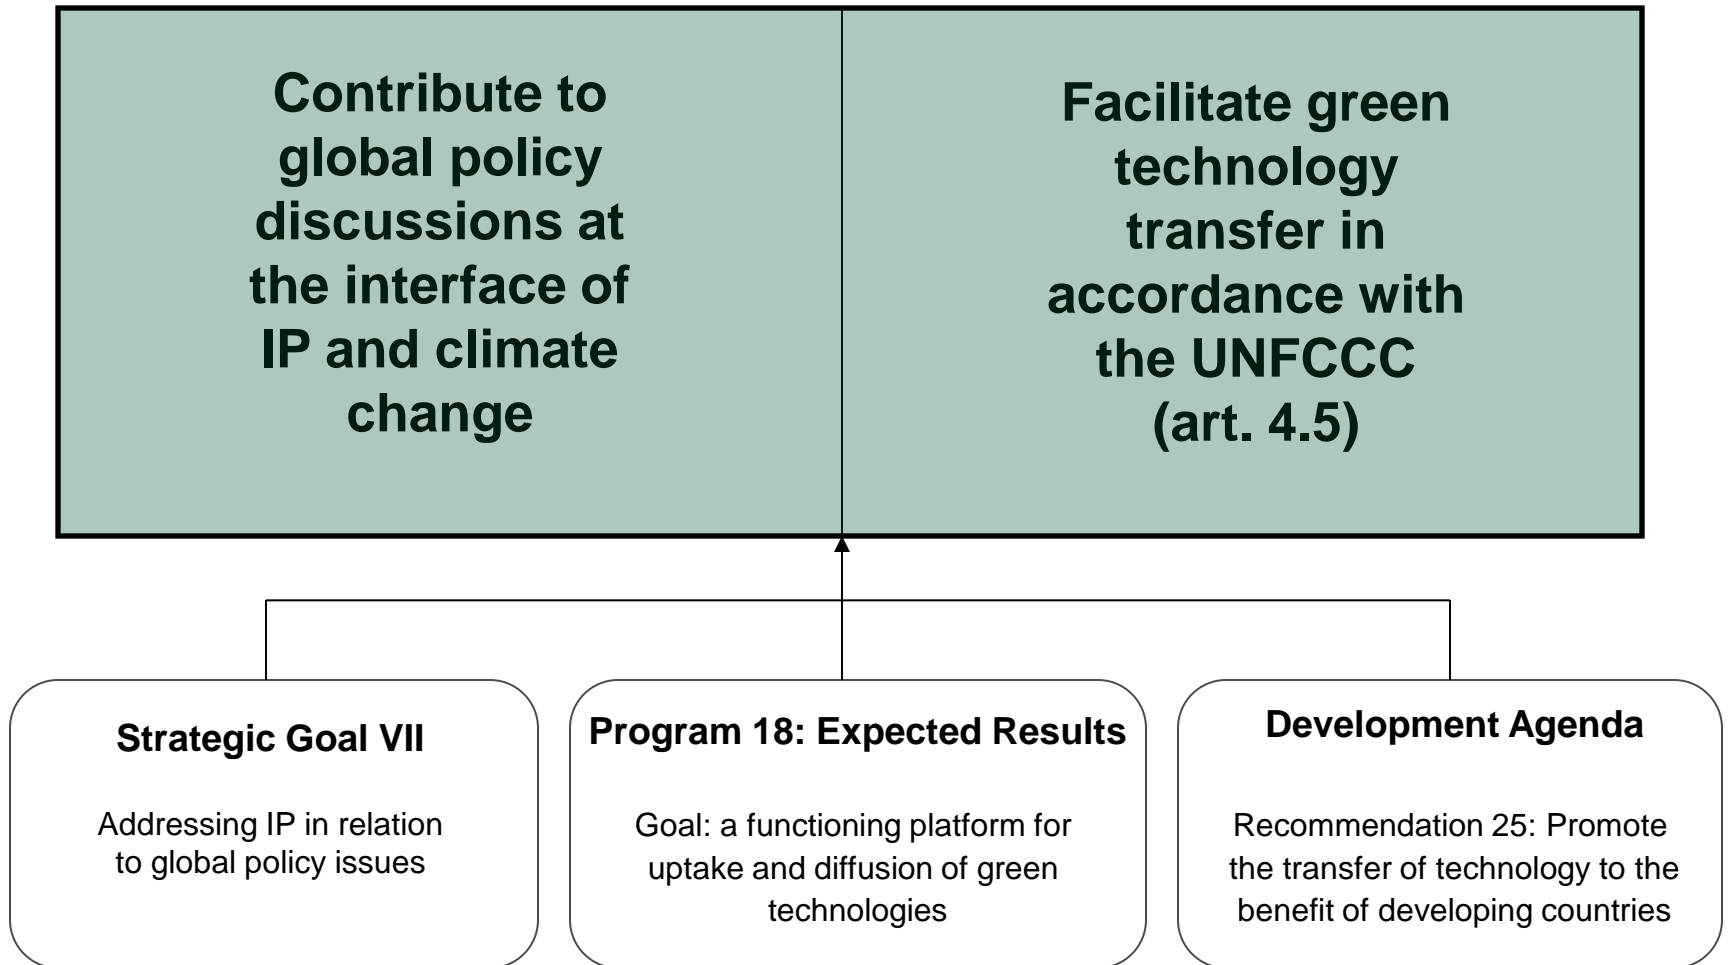 Contribute to
global policy
discussions at
the interface of
IP and climate
change
Facilitate green
technology
transfer in
accordance with
the UNFCCC
(art. 4.5)
Strategic Goal VII
Addressing IP in relation
to global policy issues
Program 18: Expected Results
Goal: a functioning platform for
uptake and diffusion of green
technologies
Development Agenda
Recommendation 25: Promote
the transfer of technology to the
benefit of developing countries